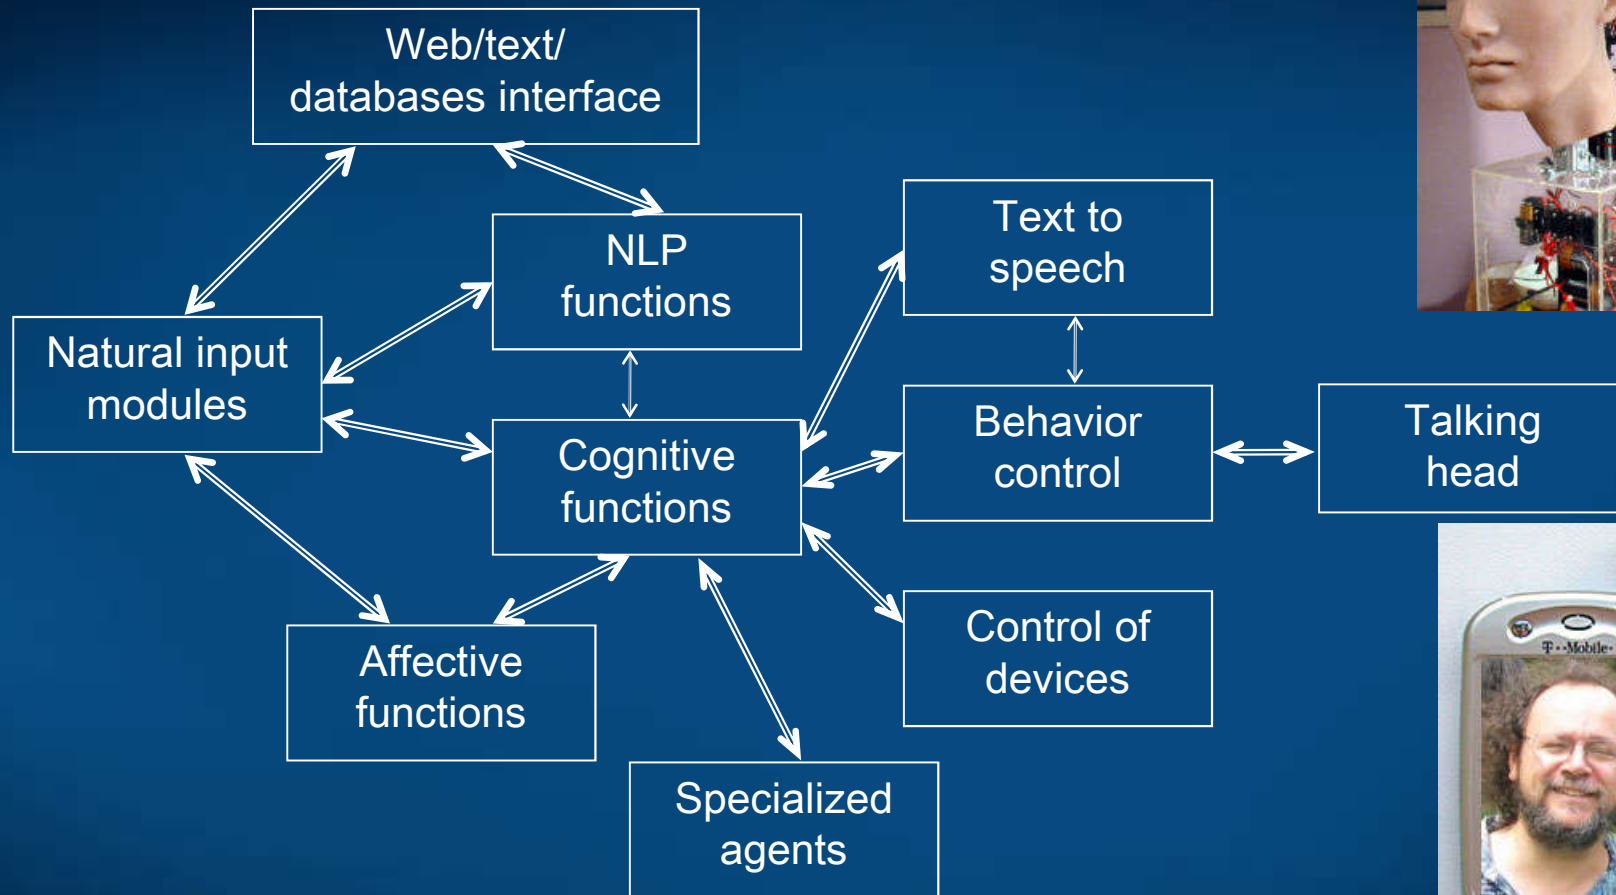 Web/text/
databases interface
NLP
functions
Text to
speech
Natural input
modules
Cognitive
functions
Behavior
control
Talking
head
Affective
functions
Control of
devices
Specialized
agents
T··Mobile·